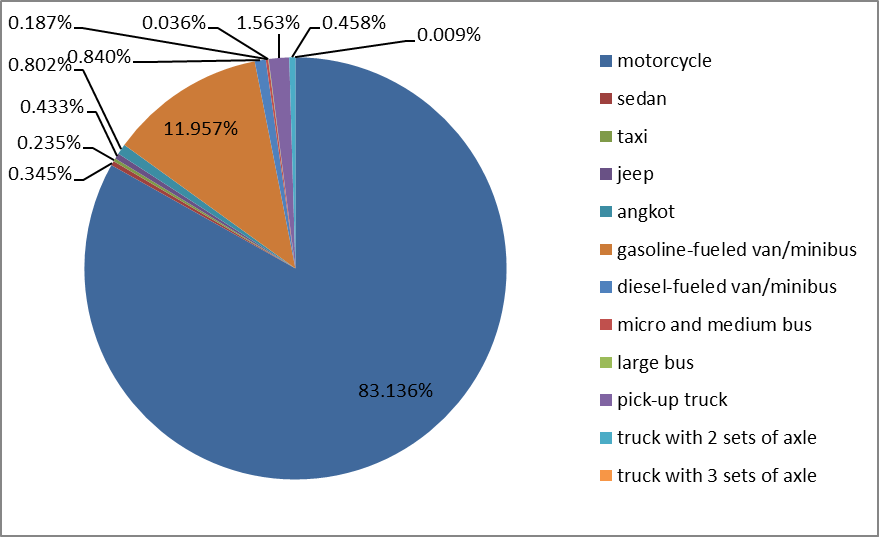 0.187%
0.036%
1.563%
0.458%
0.009%
0.840%
0.802%
0.433%
0.235%
0.345%
11.957%
83.136%
motorcycle
sedan
taxi
jeep
angkot
gasoline-fueled van/minibus
diesel-fueled van/minibus
micro and medium bus
large bus
pick-up truck
truck with 2 sets of axle
truck with 3 sets of axle